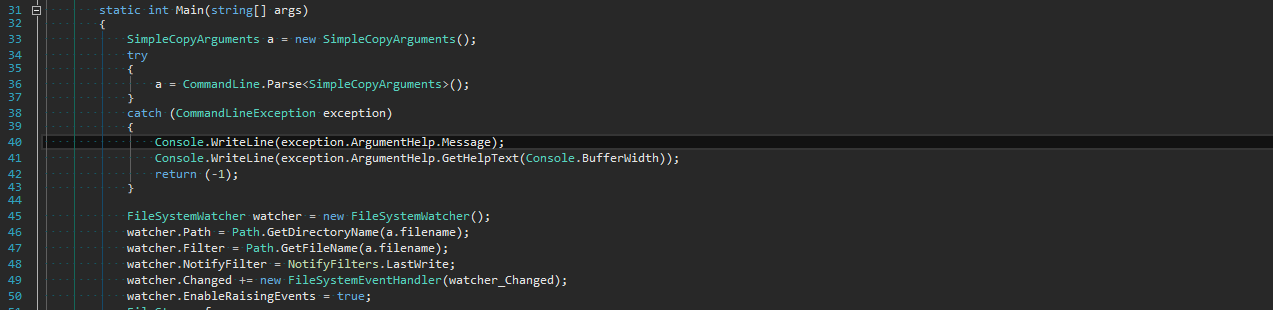 31 static int Main(string[] args)
32 {
33 SimpleCopyArguments a = new SimpleCopyArguments();
34 try
35 {
36 a = CommandLine.Parse<SimpleCopyArguments>();
37 }
38 catch (CommandLineException exception)
39 {
40 Console.WriteLine(exception.ArgumentHelp.Message);
41 Console.WriteLine(exception.ArgumentHelp.GetHelpText(Console.BufferWidth));
42 return (-1);
43 }
44
45 FileSystemWatcher watcher = new FileSystemWatcher();
46 watcher.Path = Path.GetDirectoryName(a.filename);
47 watcher.Filter = Path.GetFileName(a.filename);
48 watcher.NotifyFilter = NotifyFilters.LastWrite;
49 watcher.Changed += new FileSystemEventHandler(watcher_Changed);
50 watcher.EnableRaisingEvents = true;